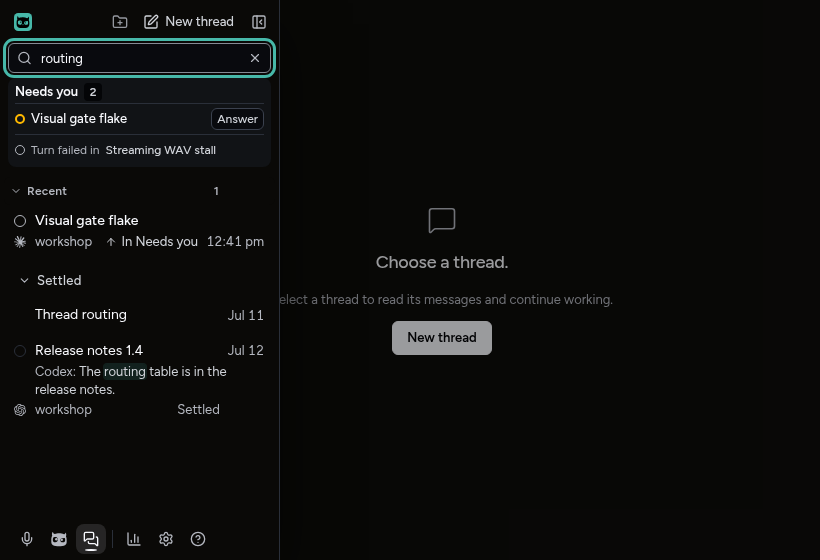 New thread
routing
Needs you 2
Visual gate flake Answer
Turn failed in Streaming WAV stall
Recent 1
Visual gate flake
workshop In Needs you 12:41 pm
Settled
Thread routing Jul 11
Release notes 1.4 Jul 12
Codex: The routing table is in the
release notes.
workshop Settled
Choose a thread.
elect a thread to read its messages and continue working.
New thread